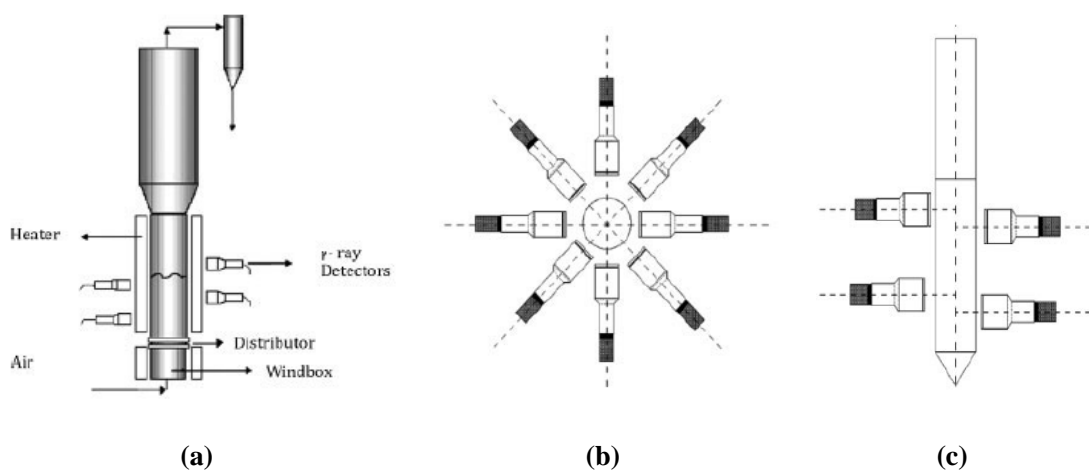 Heater
γ- ray
Detectors
Distributor
Air
Windbox
(a)
(b)
(c)